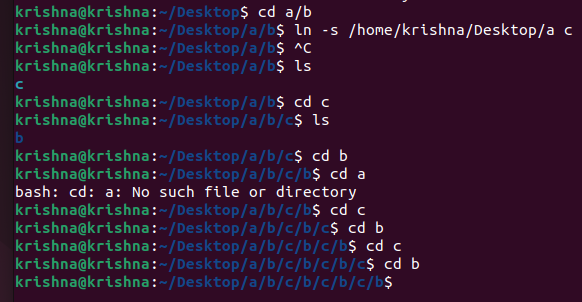 krishna@krishna:~/Desktop$ cd a/b
krishna@krishna:~/Desktop/a/b$ ln -s /home/krishna/Desktop/a c
krishna@krishna:~/Desktop/a/b$ ^C
krishna@krishna:~/Desktop/a/b$ ls
c
krishna@krishna:~/Desktop/a/b$ cd c
krishna@krishna:~/Desktop/a/b/c$ ls
b
krishna@krishna:~/Desktop/a/b/c$ cd b
krishna@krishna:~/Desktop/a/b/c/b$ cd a
bash: cd: a: No such file or directory
krishna@krishna:~/Desktop/a/b/c/b$ cd c
krishna@krishna:~/Desktop/a/b/c/b/c$ cd b
krishna@krishna:~/Desktop/a/b/c/b/c/b$ cd c
krishna@krishna:~/Desktop/a/b/c/b/c/b/c$ cd b
krishna@krishna:~/Desktop/a/b/c/b/c/b/c/b$